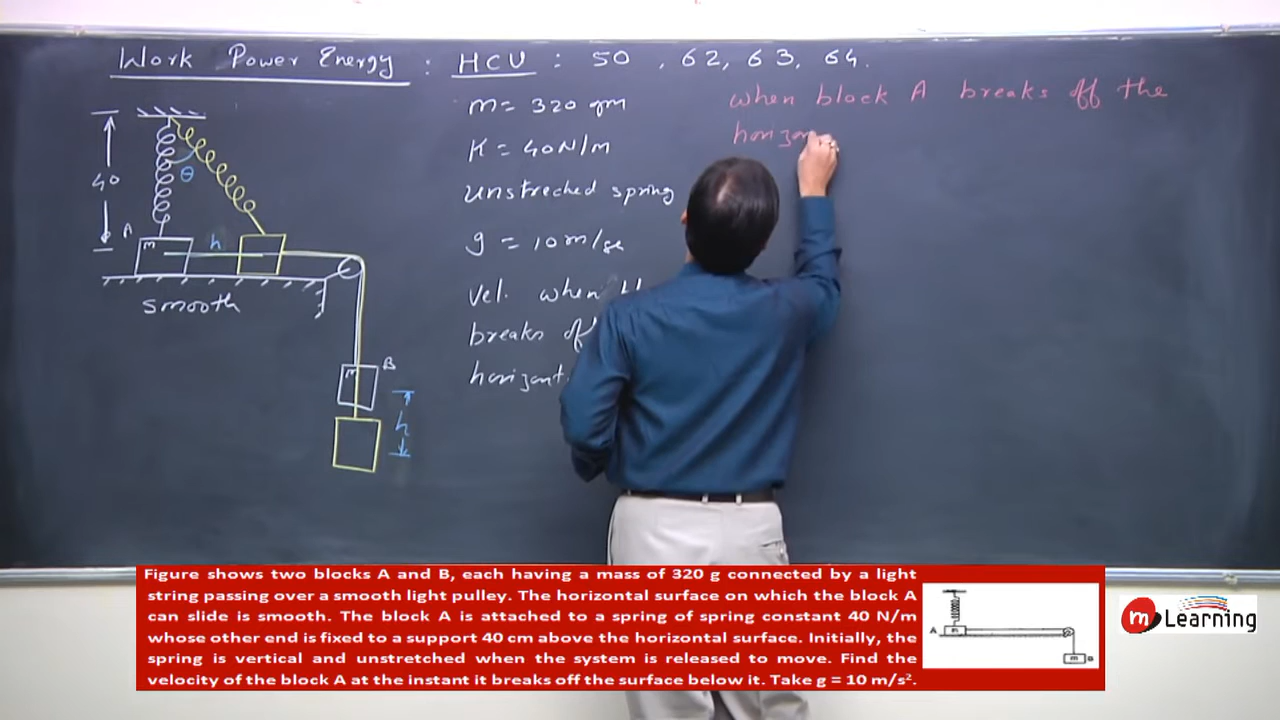 Work Power Energy : HCU : 50 , 62, 63, 64.
m = 320 gm
K = 40 N/m
unstreched spring
g = 10 m/se
vel. when
breaks of
horizont
when block A breaks off the
horizon
40
θ
A
m
h
smooth
B
m
h
Figure shows two blocks A and B, each having a mass of 320 g connected by a light
string passing over a smooth light pulley. The horizontal surface on which the block A
can slide is smooth. The block A is attached to a spring of spring constant 40 N/m
whose other end is fixed to a support 40 cm above the horizontal surface. Initially, the
spring is vertical and unstretched when the system is released to move. Find the
velocity of the block A at the instant it breaks off the surface below it. Take g = 10 m/s².
A
m
m
B
m Learning